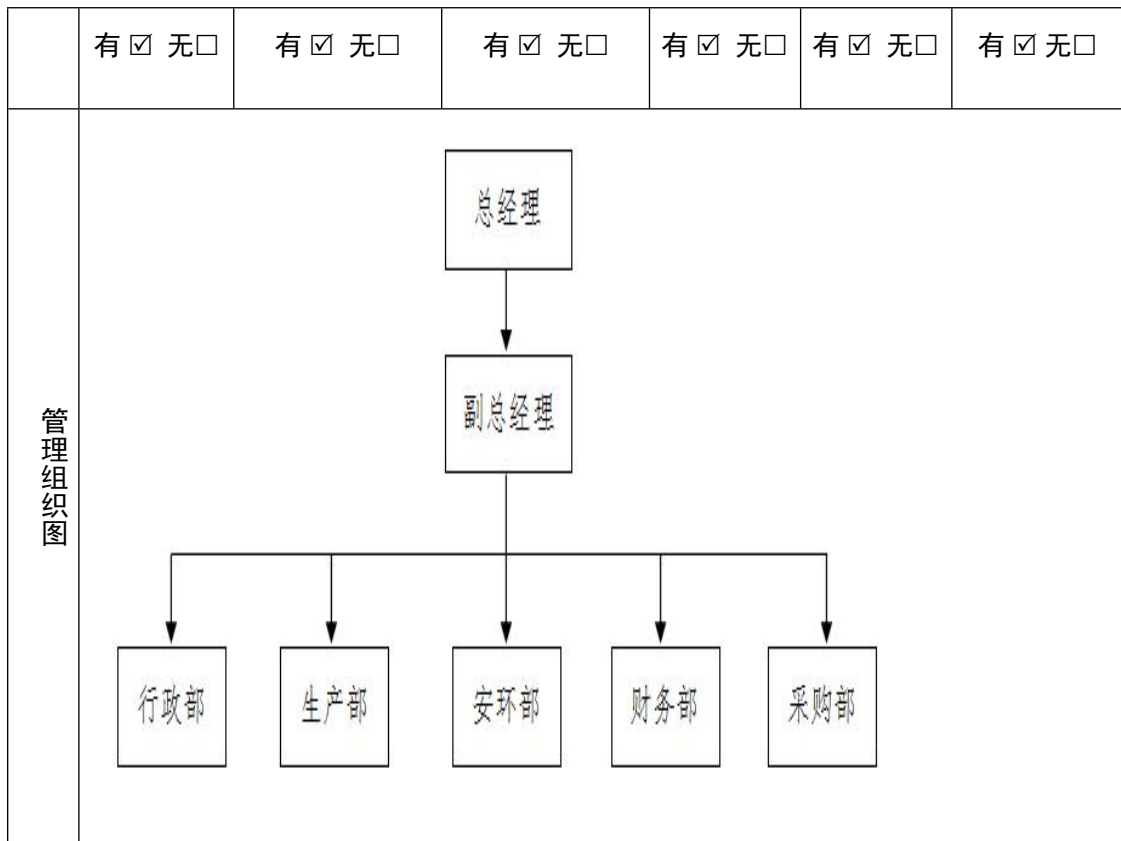 有 ☑ 无□ 有 ☑ 无□ 有 ☑ 无□ 有 ☑ 无□ 有 ☑ 无□ 有 ☑ 无□
管理组织图
总经理
副总经理
行政部 生产部 安环部 财务部 采购部